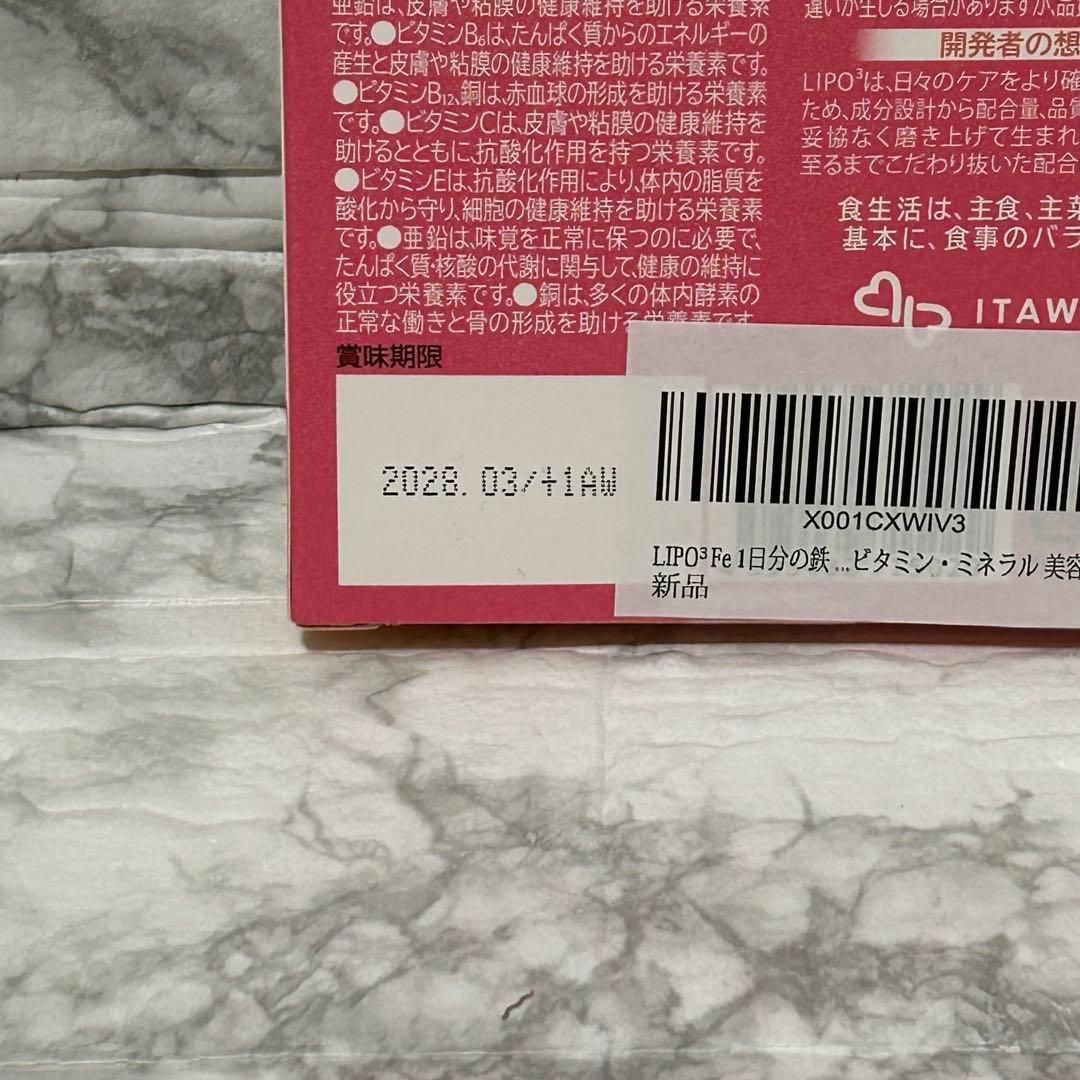 亜鉛は、皮膚や粘膜の健康維持を助ける栄養素
です。●ビタミンB₆は、たんぱく質からのエネルギーの
産生と皮膚や粘膜の健康維持を助ける栄養素です。
●ビタミンB₁₂、銅は、赤血球の形成を助ける栄養素
です。●ビタミンCは、皮膚や粘膜の健康維持を
助けるとともに、抗酸化作用を持つ栄養素です。
●ビタミンEは、抗酸化作用により、体内の脂質を
酸化から守り、細胞の健康維持を助ける栄養素
です。●亜鉛は、味覚を正常に保つのに必要で、
たんぱく質・核酸の代謝に関与して、健康の維持に
役立つ栄養素です。●銅は、多くの体内酵素の
正常な働きと骨の形成を助ける栄養素です
賞味期限
2028. 03/ﾅ1AW
違いが生じる場合がありますが、品
開発者の想
LIPO³は、日々のケアをより確
ため、成分設計から配合量、品質
妥協なく磨き上げて生まれ
至るまでこだわり抜いた配合
食生活は、主食、主菜
基本に、食事のバラ
ITAW
X001CXWIV3
LIPO³ Fe 1日分の鉄 ...ビタミン・ミネラル 美容
新品